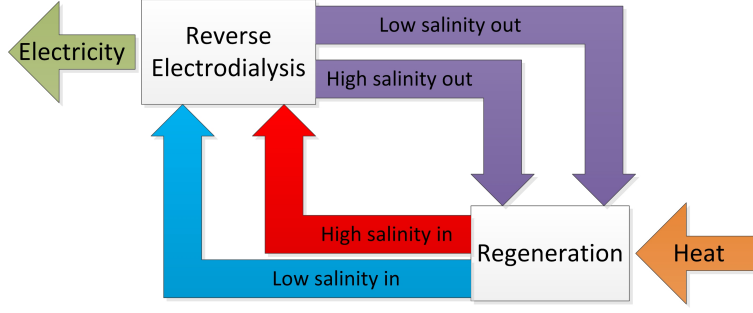 Electricity
Reverse
Electrodialysis
Low salinity out
High salinity out
High salinity in
Low salinity in
Regeneration
Heat